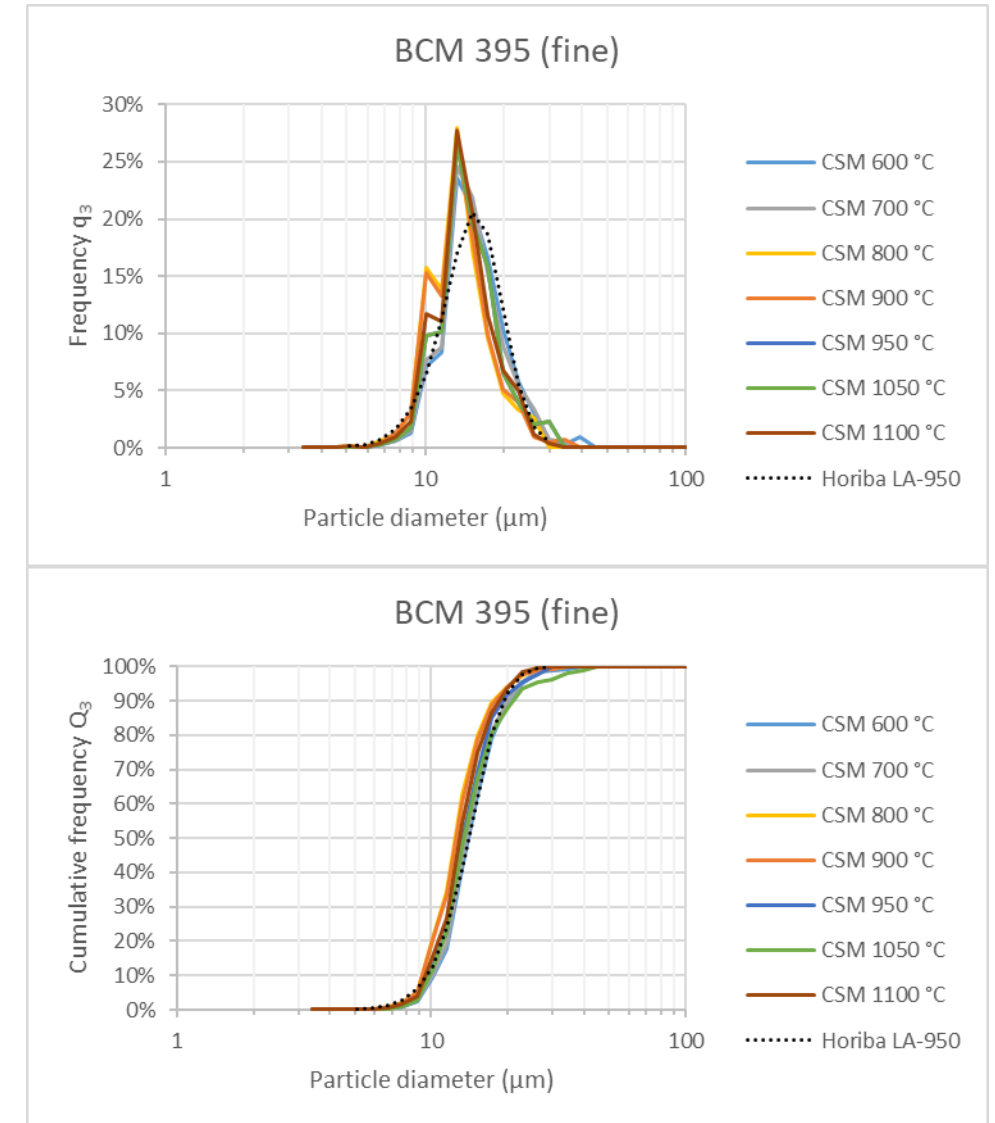 BCM 395 (fine)
30%
25%
20%
15%
10%
5%
0%
Frequency q₃
1
10
100
Particle diameter (μm)
CSM 600 °C
CSM 700 °C
CSM 800 °C
CSM 900 °C
CSM 950 °C
CSM 1050 °C
CSM 1100 °C
Horiba LA-950
BCM 395 (fine)
100%
90%
80%
70%
60%
50%
40%
30%
20%
10%
0%
Cumulative frequency Q₃
1
10
100
Particle diameter (μm)
CSM 600 °C
CSM 700 °C
CSM 800 °C
CSM 900 °C
CSM 950 °C
CSM 1050 °C
CSM 1100 °C
Horiba LA-950